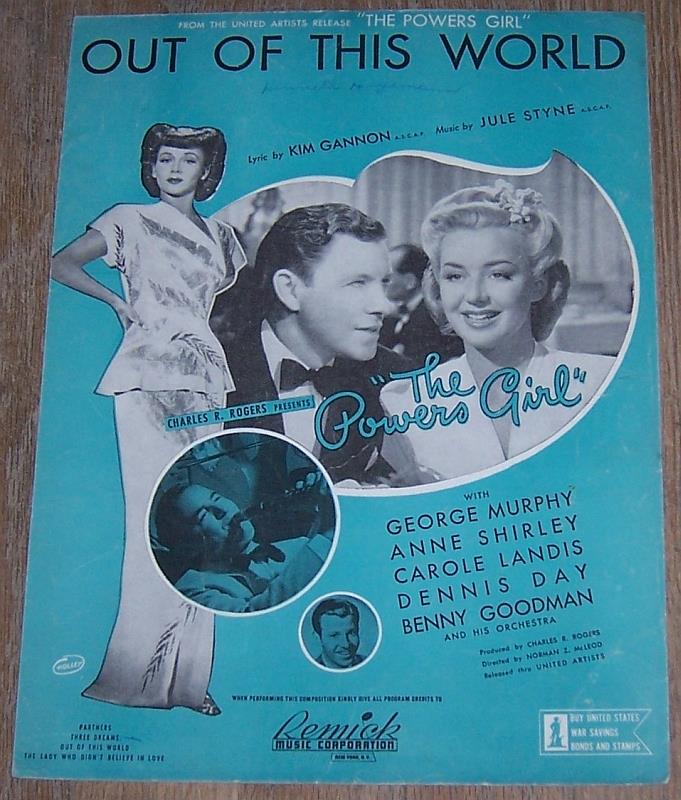 FROM THE UNITED ARTISTS RELEASE "THE POWERS GIRL"
OUT OF THIS WORLD
Lyric by KIM GANNON A.S.C.A.P. Music by JULE STYNE A.S.C.A.P.
CHARLES R. ROGERS PRESENTS
"The
Powers Girl"
WITH
GEORGE MURPHY
ANNE SHIRLEY
CAROLE LANDIS
DENNIS DAY
BENNY GOODMAN
AND HIS ORCHESTRA
Produced by CHARLES R. ROGERS
Directed by NORMAN Z. McLEOD
Released thru UNITED ARTISTS
HOLLEY
WHEN PERFORMING THIS COMPOSITION KINDLY GIVE ALL PROGRAM CREDITS TO
Remick
MUSIC CORPORATION
NEW YORK, N.Y.
PARTNERS
THREE DREAMS
OUT OF THIS WORLD
THE LADY WHO DIDN'T BELIEVE IN LOVE
BUY UNITED STATES
WAR SAVINGS
BONDS AND STAMPS